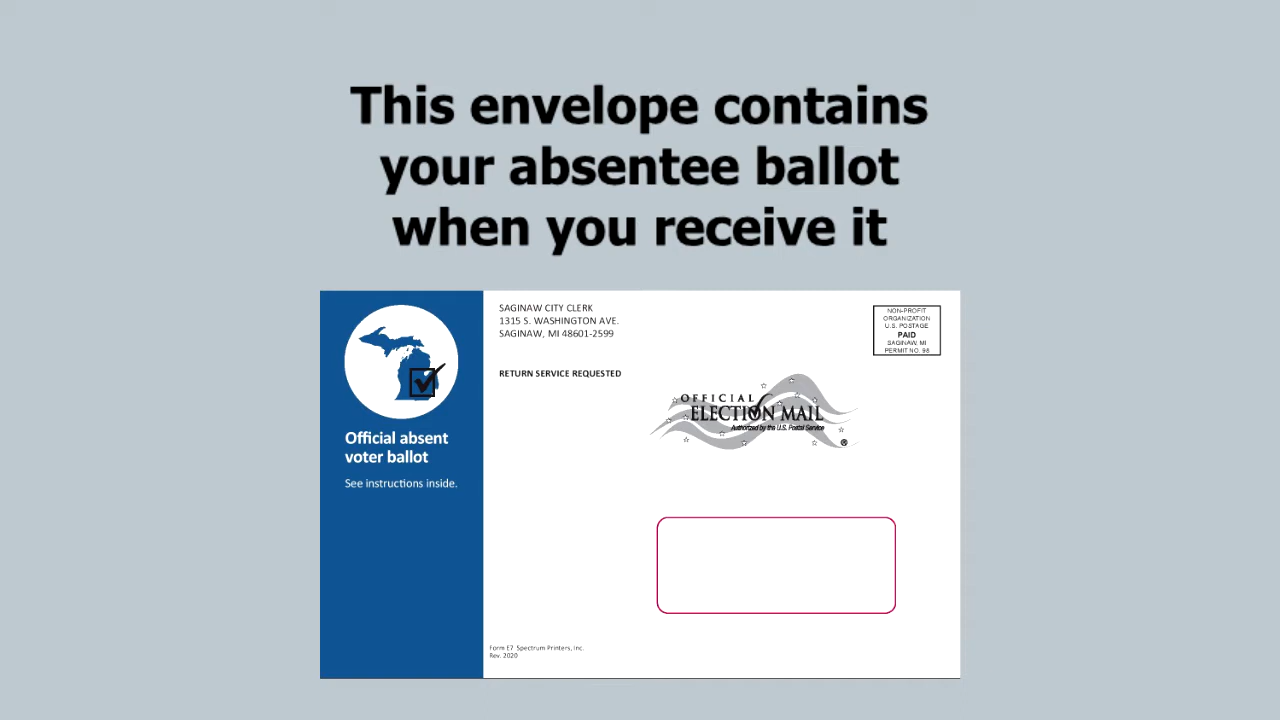 This envelope contains
your absentee ballot
when you receive it
SAGINAW CITY CLERK
1315 S. WASHINGTON AVE.
SAGINAW, MI 48601-2599
RETURN SERVICE REQUESTED
NON-PROFIT
ORGANIZATION
U.S. POSTAGE
PAID
SAGINAW, MI
PERMIT NO. 98
OFFICIAL
ELECTION MAIL
Authorized by the U.S. Postal Service
®
Official absent
voter ballot
See instructions inside.
Form E7 Spectrum Printers, Inc.
Rev. 2020